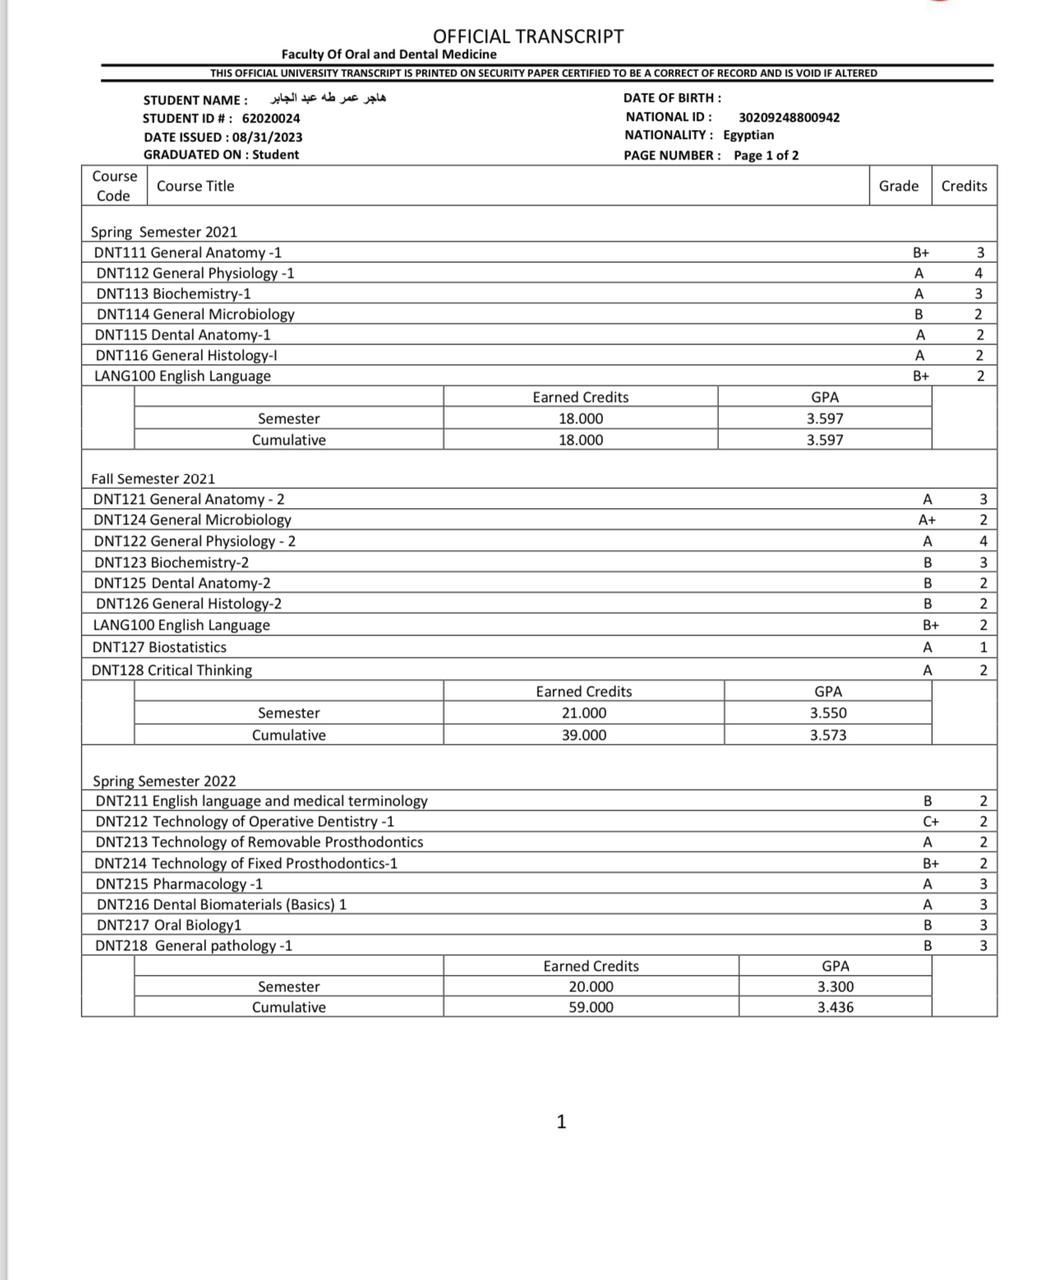 OFFICIAL TRANSCRIPT
Faculty Of Oral and Dental Medicine
THIS OFFICIAL UNIVERSITY TRANSCRIPT IS PRINTED ON SECURITY PAPER CERTIFIED TO BE A CORRECT OF RECORD AND IS VOID IF ALTERED
STUDENT NAME : هاجر عمر طه عبد الجابر DATE OF BIRTH :
STUDENT ID # : 62020024 NATIONAL ID : 30209248800942
DATE ISSUED : 08/31/2023 NATIONALITY : Egyptian
GRADUATED ON : Student PAGE NUMBER : Page 1 of 2
Course Code Course Title Grade Credits
Spring Semester 2021
DNT111 General Anatomy -1 B+ 3
DNT112 General Physiology -1 A 4
DNT113 Biochemistry-1 A 3
DNT114 General Microbiology B 2
DNT115 Dental Anatomy-1 A 2
DNT116 General Histology-I A 2
LANG100 English Language B+ 2
Earned Credits GPA
Semester 18.000 3.597
Cumulative 18.000 3.597
Fall Semester 2021
DNT121 General Anatomy - 2 A 3
DNT124 General Microbiology A+ 2
DNT122 General Physiology - 2 A 4
DNT123 Biochemistry-2 B 3
DNT125 Dental Anatomy-2 B 2
DNT126 General Histology-2 B 2
LANG100 English Language B+ 2
DNT127 Biostatistics A 1
DNT128 Critical Thinking A 2
Earned Credits GPA
Semester 21.000 3.550
Cumulative 39.000 3.573
Spring Semester 2022
DNT211 English language and medical terminology B 2
DNT212 Technology of Operative Dentistry -1 C+ 2
DNT213 Technology of Removable Prosthodontics A 2
DNT214 Technology of Fixed Prosthodontics-1 B+ 2
DNT215 Pharmacology -1 A 3
DNT216 Dental Biomaterials (Basics) 1 A 3
DNT217 Oral Biology1 B 3
DNT218 General pathology -1 B 3
Earned Credits GPA
Semester 20.000 3.300
Cumulative 59.000 3.436
1